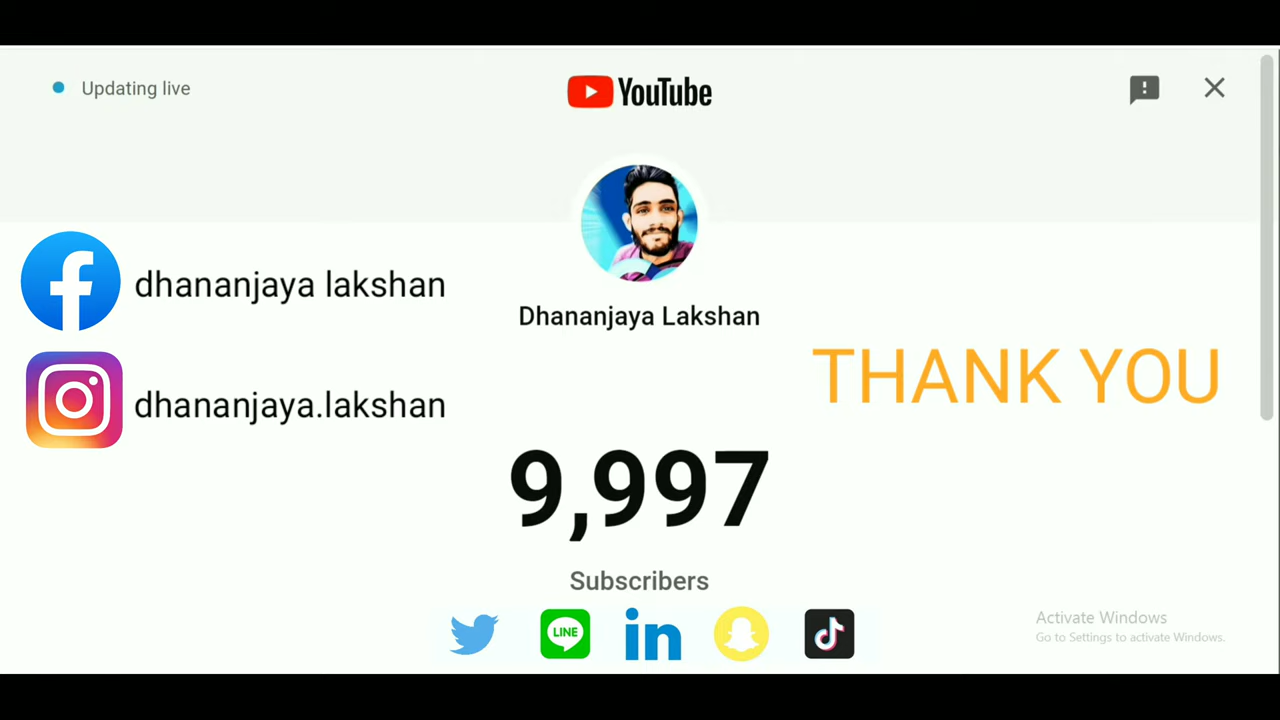 Updating live
YouTube
dhananjaya lakshan
Dhananjaya Lakshan
THANK YOU
dhananjaya.lakshan
9,997
Subscribers
LINE
in
Activate Windows
Go to Settings to activate Windows.